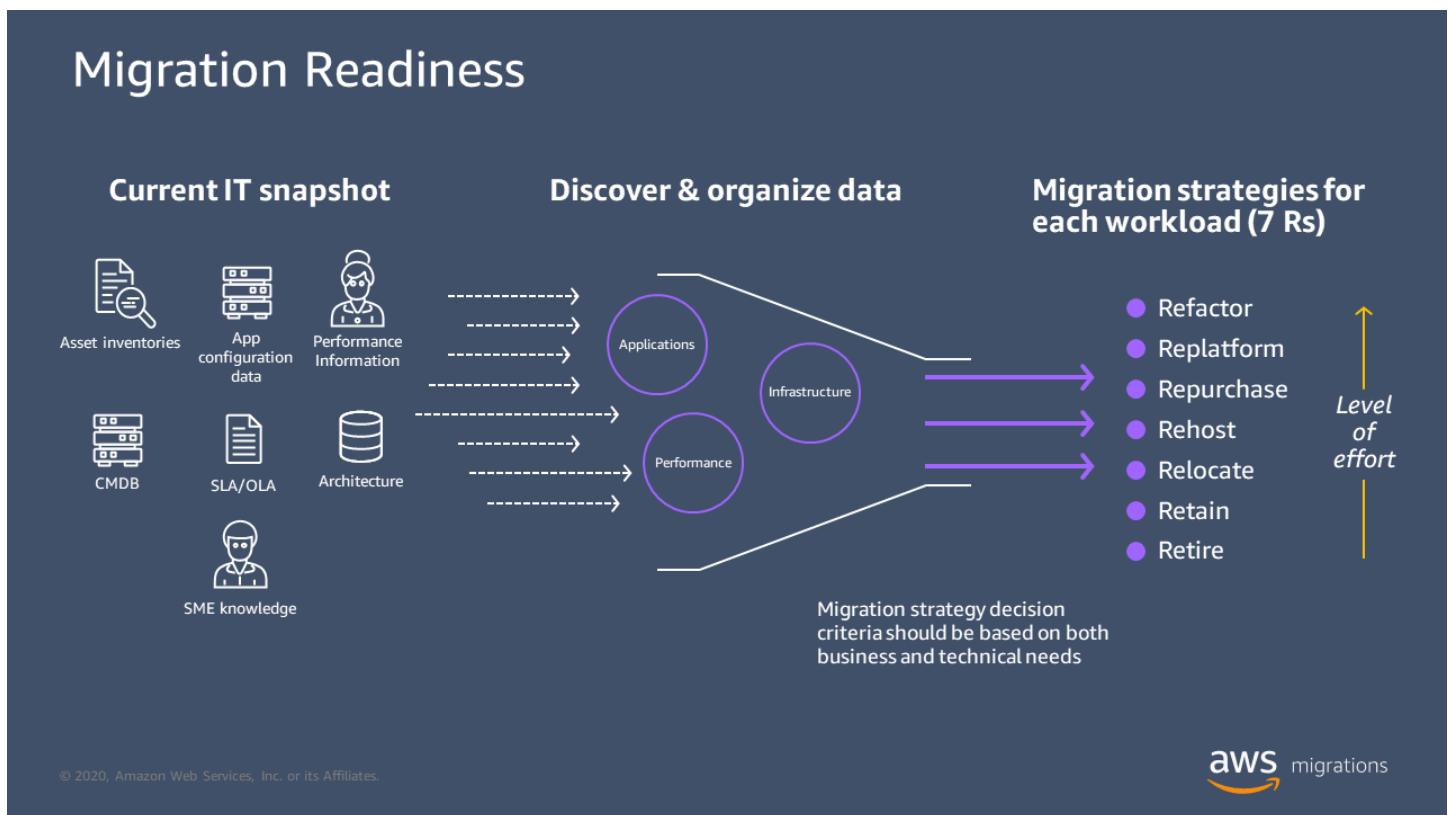 Migration Readiness
Current IT snapshot
Asset inventories
App
configuration
data
Performance
Information
CMDB
SLA/OLA
Architecture
SME knowledge
Discover & organize data
Applications
Infrastructure
Performance
Migration strategies for
each workload (7 Rs)
Refactor
Replatform
Repurchase
Rehost
Relocate
Retain
Retire
Level
of
effort
Migration strategy decision
criteria should be based on both
business and technical needs
© 2020, Amazon Web Services, Inc. or its Affiliates.
aws migrations